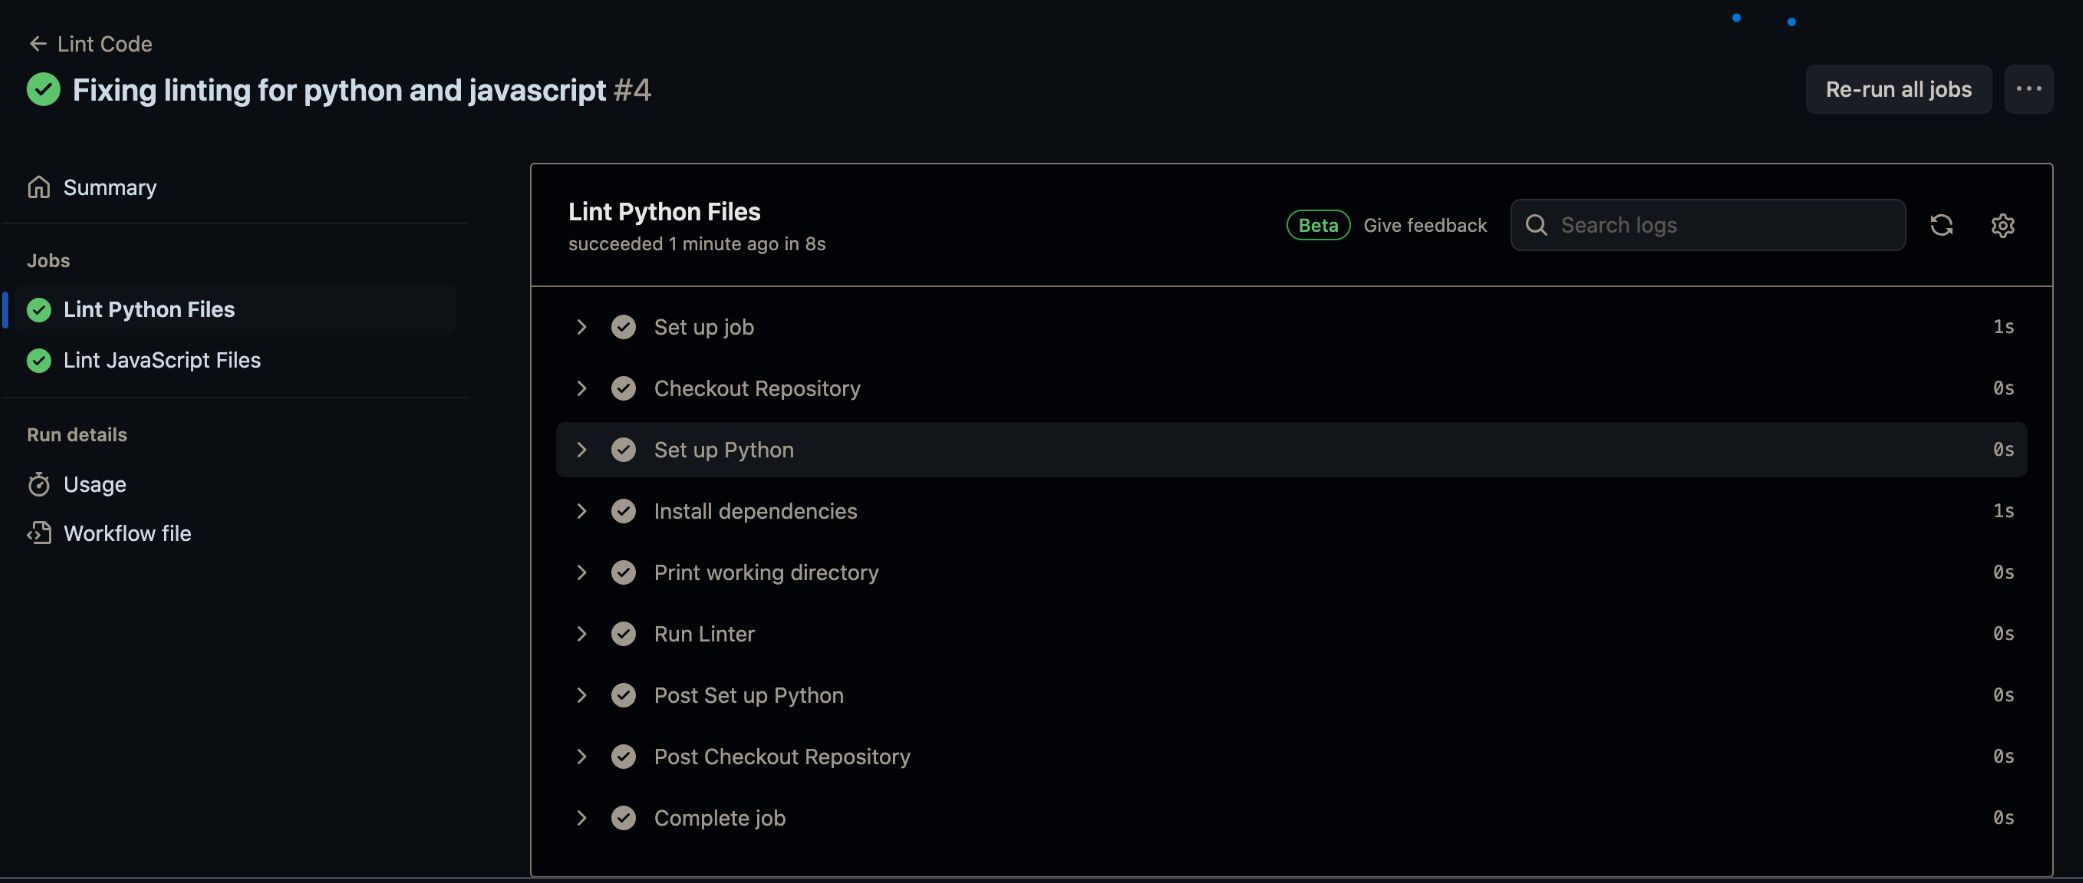 Lint Code
Fixing linting for python and javascript #4
Re-run all jobs
Summary
Jobs
Lint Python Files
Lint JavaScript Files
Run details
Usage
Workflow file
Lint Python Files
succeeded 1 minute ago in 8s
Beta Give feedback
Search logs
Set up job 1s
Checkout Repository 0s
Set up Python 0s
Install dependencies 1s
Print working directory 0s
Run Linter 0s
Post Set up Python 0s
Post Checkout Repository 0s
Complete job 0s